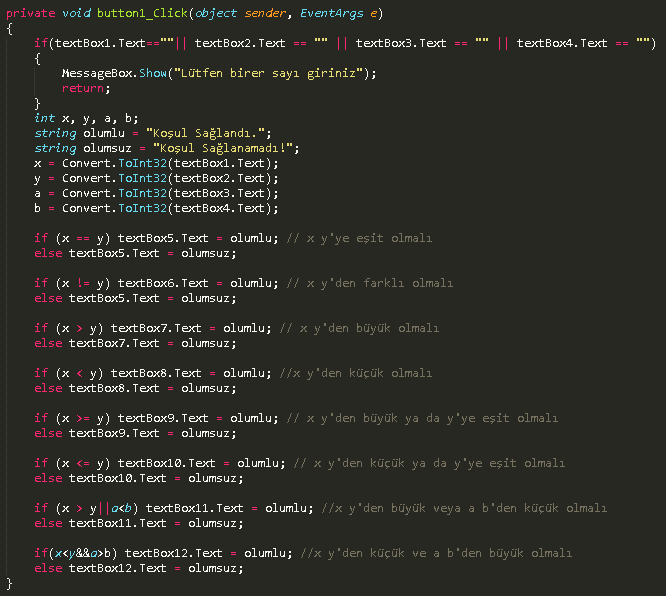 private void button1_Click(object sender, EventArgs e)
{
    if(textBox1.Text==""|| textBox2.Text == "" || textBox3.Text == "" || textBox4.Text == "")
    {
        MessageBox.Show("Lütfen birer sayı giriniz");
        return;
    }
    int x, y, a, b;
    string olumlu = "Koşul Sağlandı.";
    string olumsuz = "Koşul Sağlanamadı!";
    x = Convert.ToInt32(textBox1.Text);
    y = Convert.ToInt32(textBox2.Text);
    a = Convert.ToInt32(textBox3.Text);
    b = Convert.ToInt32(textBox4.Text);

    if (x == y) textBox5.Text = olumlu; // x y'ye eşit olmalı
    else textBox5.Text = olumsuz;

    if (x != y) textBox6.Text = olumlu; // x y'den farklı olmalı
    else textBox5.Text = olumsuz;

    if (x > y) textBox7.Text = olumlu; // x y'den büyük olmalı
    else textBox7.Text = olumsuz;

    if (x < y) textBox8.Text = olumlu; //x y'den küçük olmalı
    else textBox8.Text = olumsuz;

    if (x >= y) textBox9.Text = olumlu; // x y'den büyük ya da y'ye eşit olmalı
    else textBox9.Text = olumsuz;

    if (x <= y) textBox10.Text = olumlu; // x y'den küçük ya da y'ye eşit olmalı
    else textBox10.Text = olumsuz;

    if (x > y||a<b) textBox11.Text = olumlu; //x y'den büyük veya a b'den küçük olmalı
    else textBox11.Text = olumsuz;

    if(x<y&&a>b) textBox12.Text = olumlu; //x y'den küçük ve a b'den büyük olmalı
    else textBox12.Text = olumsuz;
}